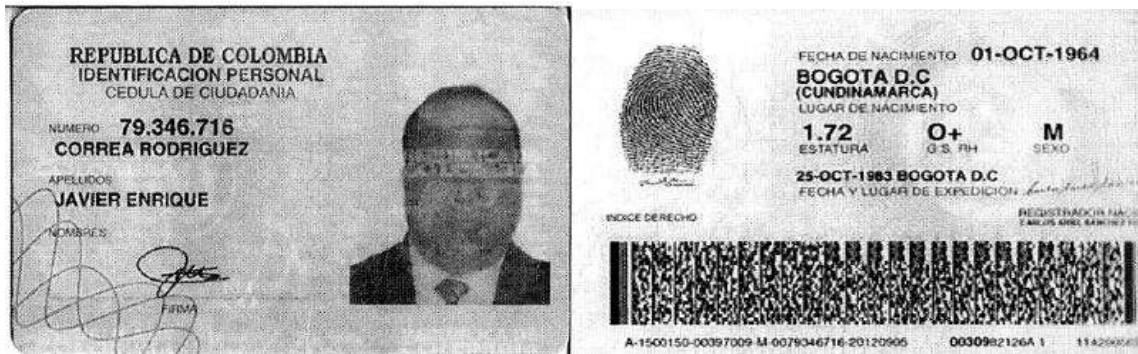 REPUBLICA DE COLOMBIA
IDENTIFICACION PERSONAL
CEDULA DE CIUDADANIA
NUMERO 79.346.716
CORREA RODRIGUEZ
APELLIDOS
JAVIER ENRIQUE
NOMBRES
FIRMA
FECHA DE NACIMIENTO 01-OCT-1964
BOGOTA D.C
(CUNDINAMARCA)
LUGAR DE NACIMIENTO
1.72 O+ M
ESTATURA G.S. RH SEXO
25-OCT-1983 BOGOTA D.C
FECHA Y LUGAR DE EXPEDICION
INDICE DERECHO
REGISTRADOR
A-1500150-00397009-M-0079346716-20120905 0030982126A 1